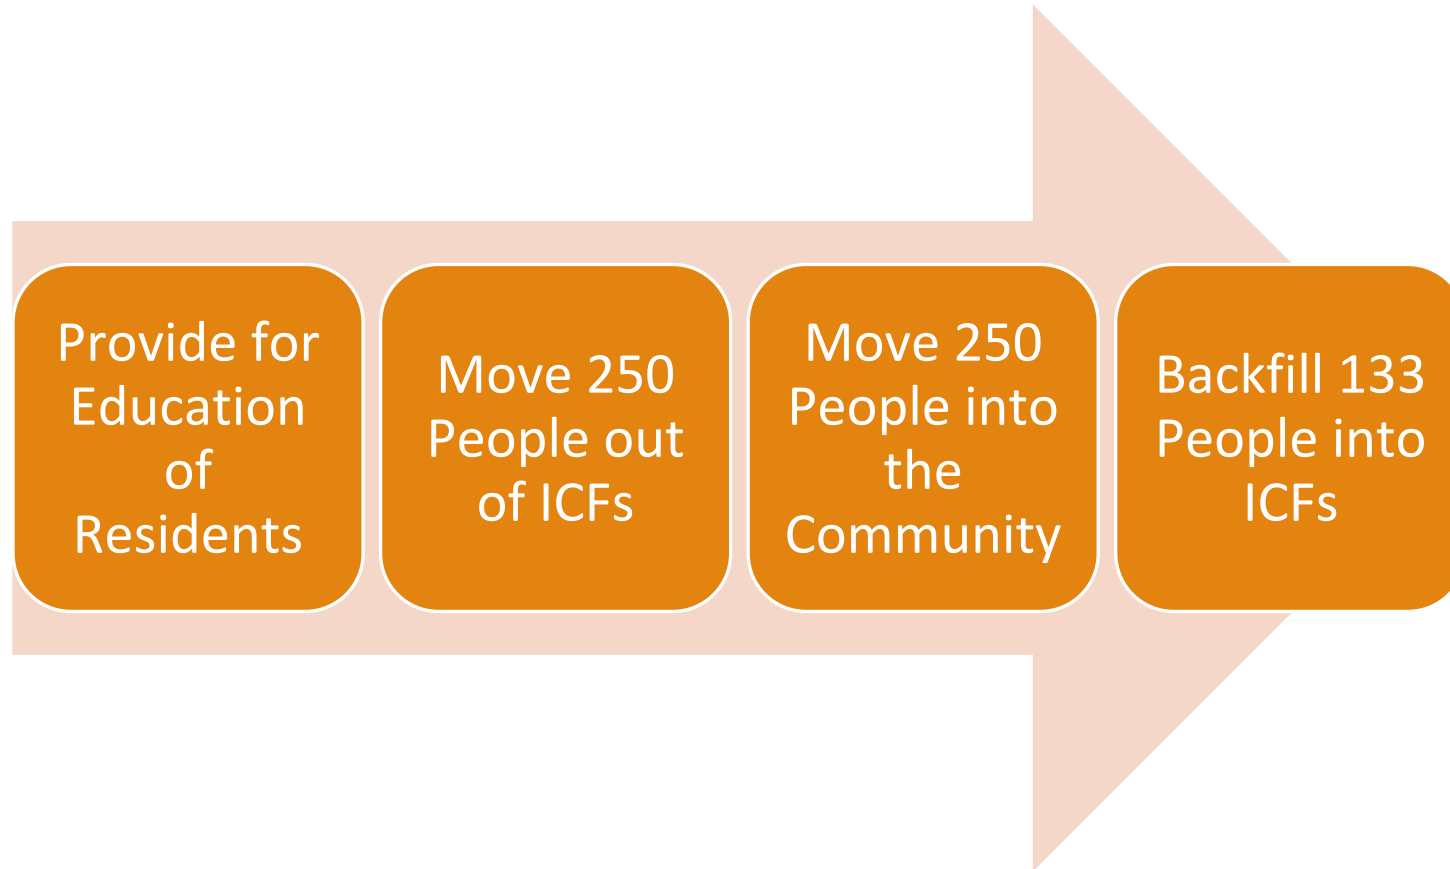 Provide for
Education
of
Residents
Move 250
People out
of ICFs
Move 250
People into
the
Community
Backfill 133
People into
ICFs